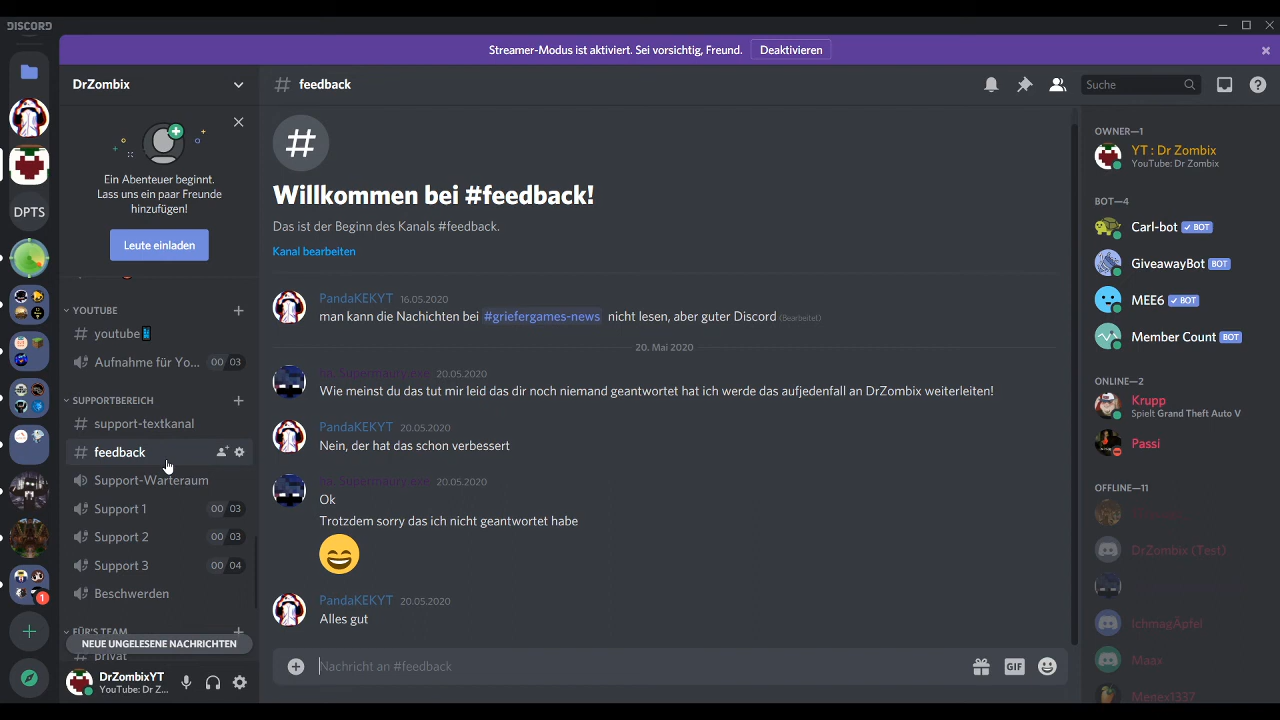 DISCORD
Streamer-Modus ist aktiviert. Sei vorsichtig, Freund. Deaktivieren
DrZombix
Ein Abenteuer beginnt.
Lass uns ein paar Freunde
hinzufügen!
Leute einladen
DPTS
YOUTUBE
youtube
Aufnahme für Yo... 00 03
SUPPORTBEREICH
support-textkanal
feedback
Support-Warteraum
Support 1 00 03
Support 2 00 03
Support 3 00 04
Beschwerden
FÜR'S TEAM
NEUE UNGELESENE NACHRICHTEN
privat
1
DrZombixYT
YouTube: Dr Z...
# feedback
Suche
#
Willkommen bei #feedback!
Das ist der Beginn des Kanals #feedback.
Kanal bearbeiten
PandaKEKYT 16.05.2020
man kann die Nachichten bei #griefergames-news nicht lesen, aber guter Discord (Bearbeitet)
20. Mai 2020
20.05.2020
Wie meinst du das tut mir leid das dir noch niemand geantwortet hat ich werde das aufjedenfall an DrZombix weiterleiten!
PandaKEKYT 20.05.2020
Nein, der hat das schon verbessert
20.05.2020
Ok
Trotzdem sorry das ich nicht geantwortet habe
PandaKEKYT 20.05.2020
Alles gut
Nachricht an #feedback
GIF
OWNER—1
YT : Dr Zombix
YouTube: Dr Zombix
BOT—4
Carl-bot BOT
GiveawayBot BOT
MEE6 BOT
Member Count BOT
ONLINE—2
Krupp
Spielt Grand Theft Auto V
Passi
OFFLINE—11
DrZombix (Test)
IchmagÄpfel
Maax
Menex1337